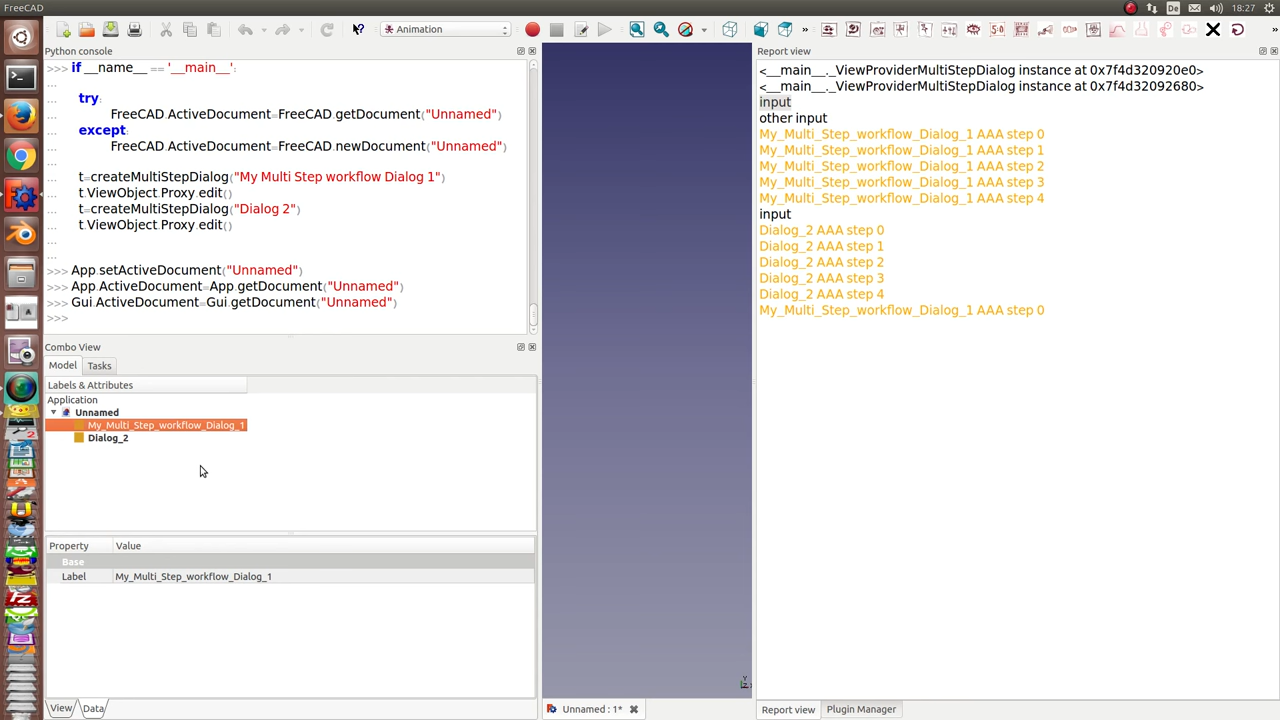 FreeCAD
De
18:27
Animation
Python console
>>> if __name__ == '__main__':
...
... try:
... FreeCAD.ActiveDocument=FreeCAD.getDocument("Unnamed")
... except:
... FreeCAD.ActiveDocument=FreeCAD.newDocument("Unnamed")
...
... t=createMultiStepDialog("My Multi Step workflow Dialog 1")
... t.ViewObject.Proxy.edit()
... t=createMultiStepDialog("Dialog 2")
... t.ViewObject.Proxy.edit()
...
...
>>> App.setActiveDocument("Unnamed")
>>> App.ActiveDocument=App.getDocument("Unnamed")
>>> Gui.ActiveDocument=Gui.getDocument("Unnamed")
>>>
Combo View
Model
Tasks
Labels & Attributes
Application
Unnamed
My_Multi_Step_workflow_Dialog_1
Dialog_2
Property Value
Base
Label My_Multi_Step_workflow_Dialog_1
View
Data
Unnamed : 1*
Report view
<__main__._ViewProviderMultiStepDialog instance at 0x7f4d320920e0>
<__main__._ViewProviderMultiStepDialog instance at 0x7f4d32092680>
input
other input
My_Multi_Step_workflow_Dialog_1 AAA step 0
My_Multi_Step_workflow_Dialog_1 AAA step 1
My_Multi_Step_workflow_Dialog_1 AAA step 2
My_Multi_Step_workflow_Dialog_1 AAA step 3
My_Multi_Step_workflow_Dialog_1 AAA step 4
input
Dialog_2 AAA step 0
Dialog_2 AAA step 1
Dialog_2 AAA step 2
Dialog_2 AAA step 3
Dialog_2 AAA step 4
My_Multi_Step_workflow_Dialog_1 AAA step 0
Report view
Plugin Manager